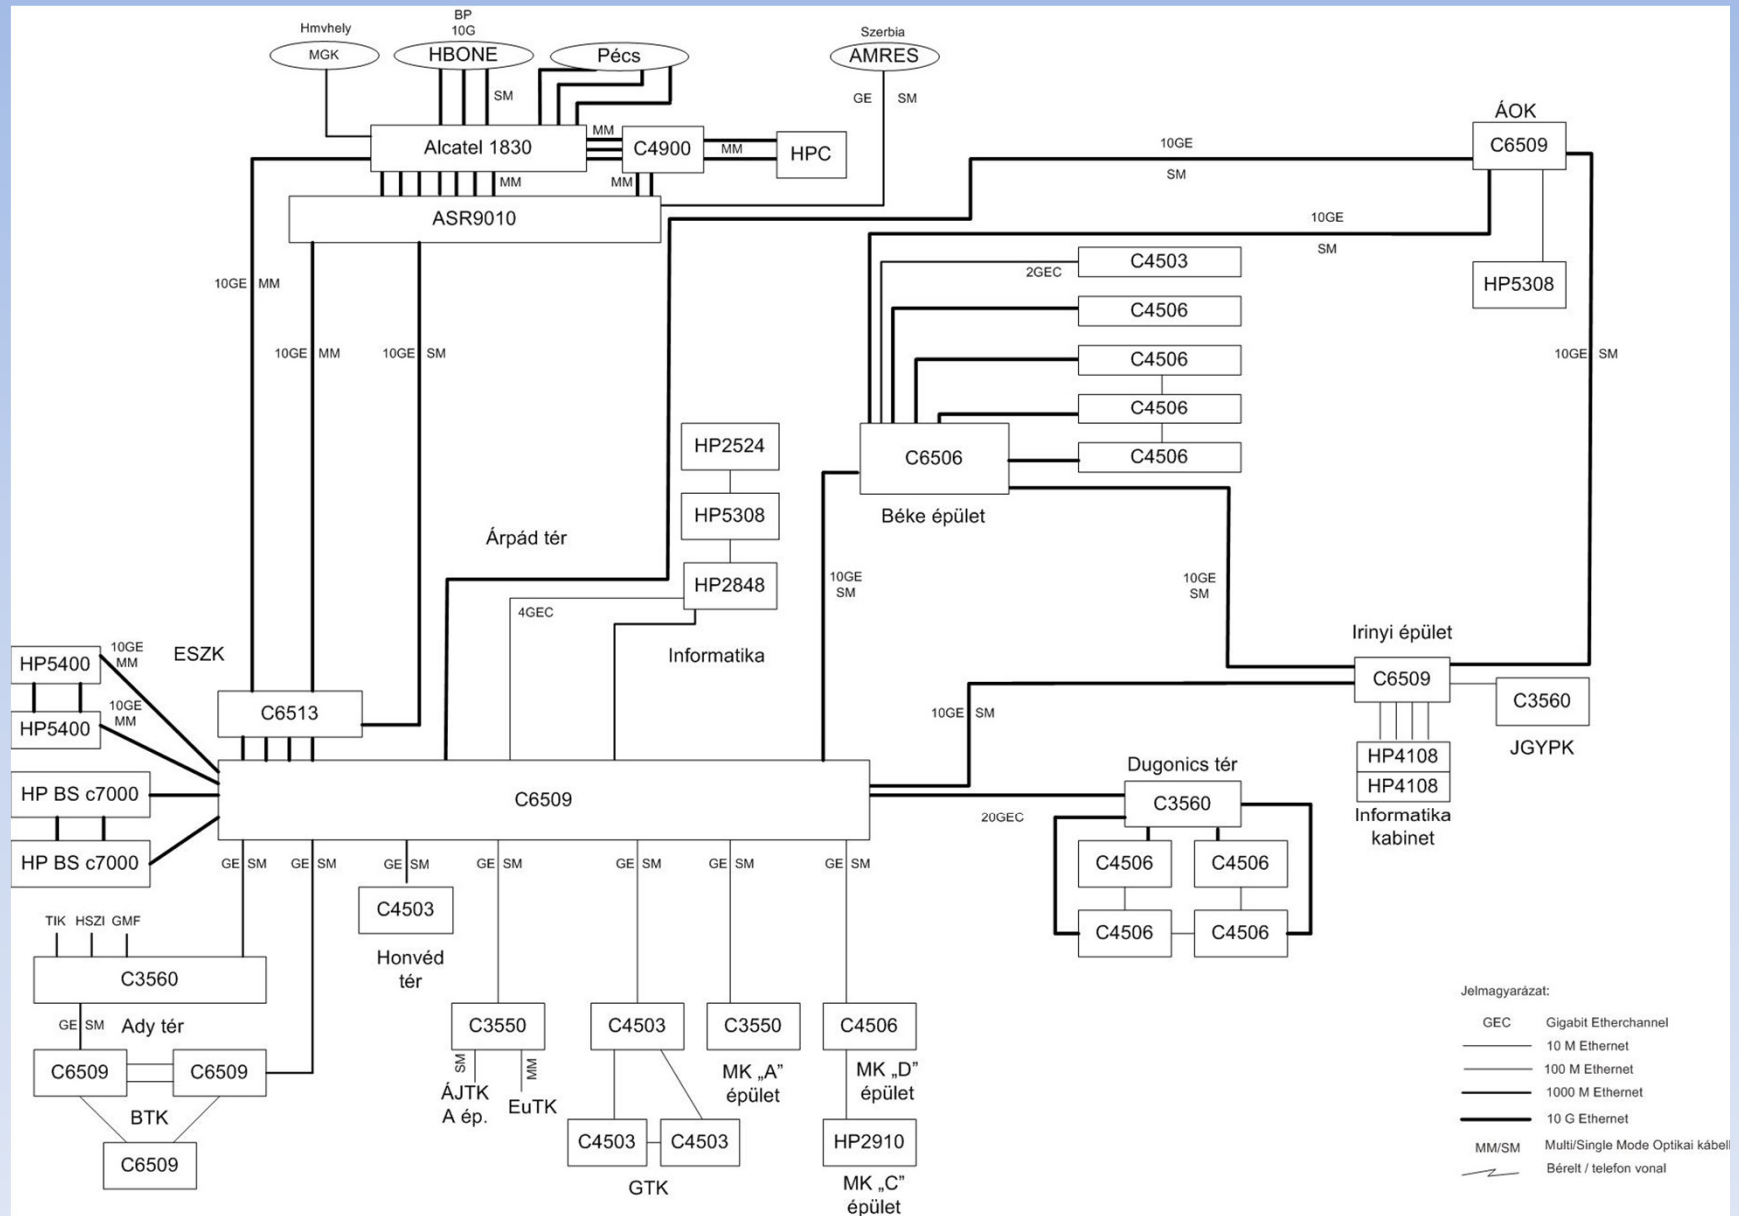 Hmvhely
MGK
BP
10G
HBONE
SM
Pécs
Szerbia
AMRES
GE SM
Alcatel 1830
MM
C4900
MM
HPC
MM
MM
ASR9010
10GE
SM
ÁOK
C6509
10GE
SM
HP5308
10GE SM
10GE MM
10GE MM
10GE SM
2GEC
C4503
C4506
C4506
C4506
C4506
C6506
Béke épület
HP2524
HP5308
HP2848
Árpád tér
4GEC
Informatika
10GE
SM
10GE
SM
Irinyi épület
C6509
C3560
JGYPK
HP4108
HP4108
Informatika
kabinet
ESZK
HP5400
10GE
MM
HP5400
10GE
MM
C6513
HP BS c7000
HP BS c7000
C6509
10GE SM
20GEC
Dugonics tér
C3560
C4506
C4506
C4506
C4506
GE SM
GE SM
GE SM
GE SM
GE SM
GE SM
GE SM
TIK HSZI GMF
C3560
GE SM
Ady tér
C6509
C6509
BTK
C6509
C4503
Honvéd
tér
C3550
SM
MM
ÁJTK
A ép.
EuTK
C4503
C4503
C4503
GTK
C3550
MK „A”
épület
C4506
MK „D”
épület
HP2910
MK „C”
épület
Jelmagyarázat:
GEC Gigabit Etherchannel
10 M Ethernet
100 M Ethernet
1000 M Ethernet
10 G Ethernet
MM/SM Multi/Single Mode Optikai kábel
Bérelt / telefon vonal